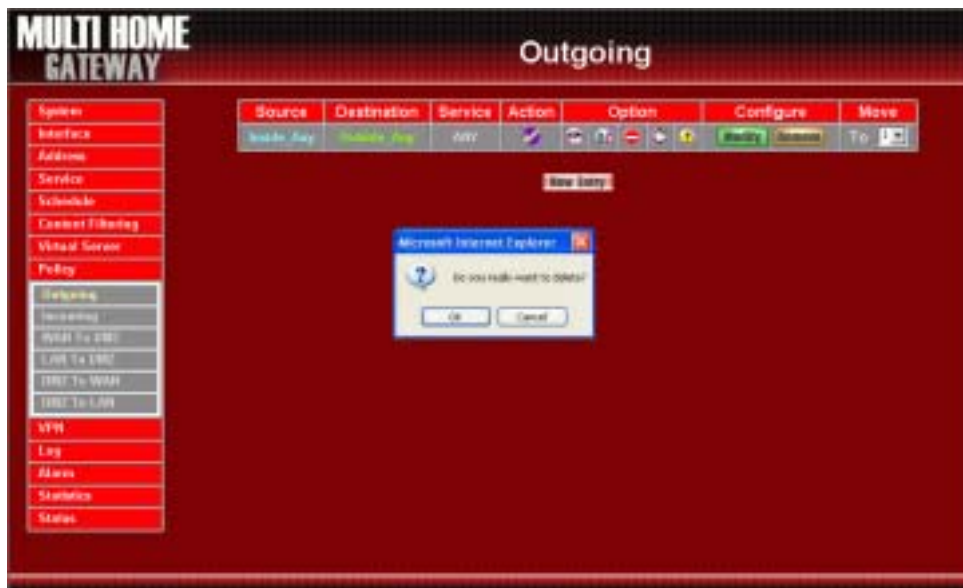 MULTI HOME
GATEWAY
Outgoing
System
Interface
Address
Service
Schedule
Content Filtering
Virtual Server
Policy
Outgoing
Incoming
WAN To DMZ
LAN To DMZ
DMZ To WAN
DMZ To LAN
VPN
Log
Alarm
Statistics
Status
Source Destination Service Action Option Configure Move
Inside_Any Outside_Any ANY Modify Remove To 1
New Entry
Microsoft Internet Explorer
Do you really want to delete?
OK Cancel